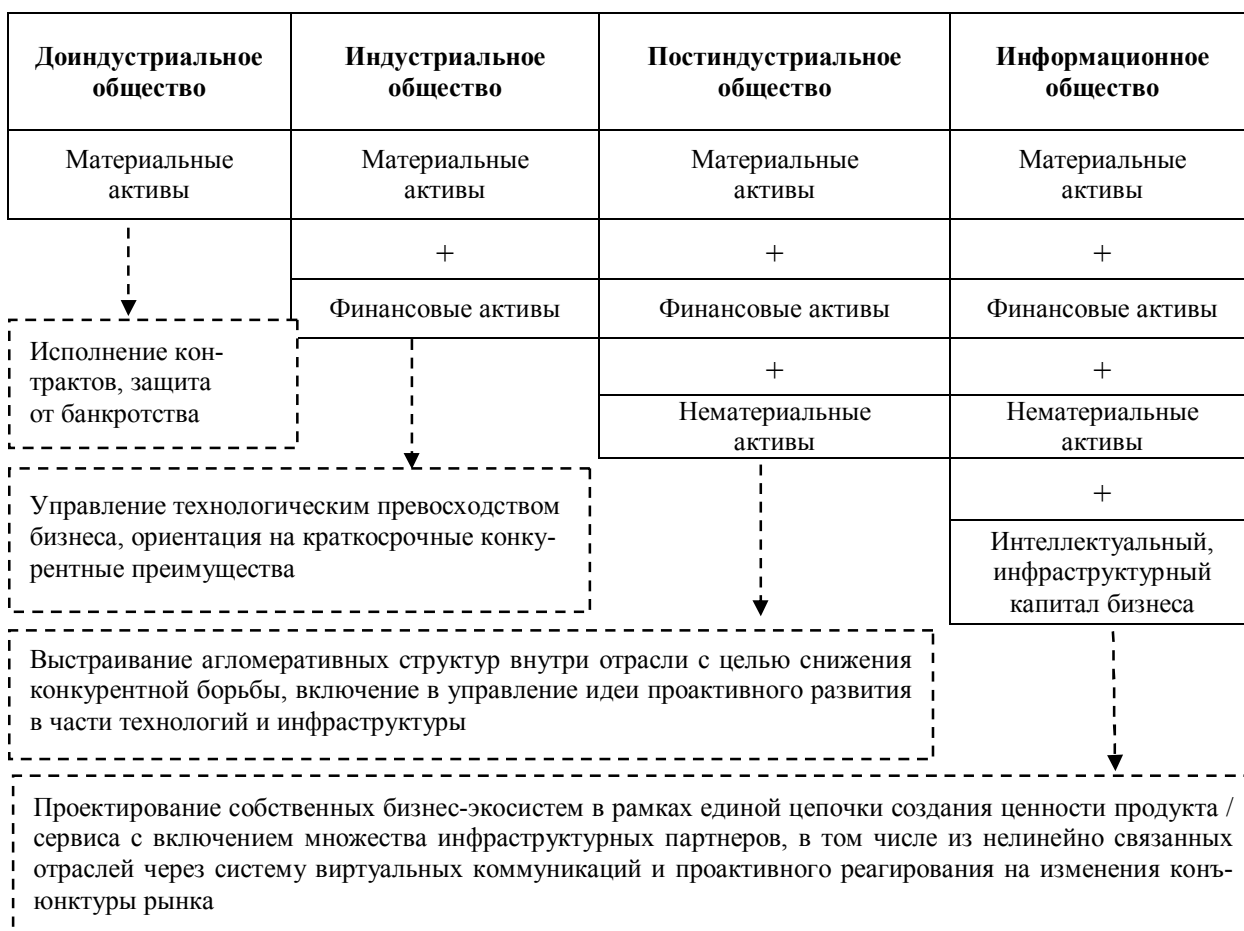 Доиндустриальное
общество
Индустриальное
общество
Постиндустриальное
общество
Информационное
общество
Материальные
активы
Материальные
активы
Материальные
активы
Материальные
активы
+
+
+
Финансовые активы
Финансовые активы
Финансовые активы
Исполнение кон-
трактов, защита
от банкротства
+
+
Нематериальные
активы
Нематериальные
активы
Управление технологическим превосходством
бизнеса, ориентация на краткосрочные конку-
рентные преимущества
+
Интеллектуальный,
инфраструктурный
капитал бизнеса
Выстраивание агломеративных структур внутри отрасли с целью снижения
конкурентной борьбы, включение в управление идеи проактивного развития
в части технологий и инфраструктуры
Проектирование собственных бизнес-экосистем в рамках единой цепочки создания ценности продукта /
сервиса с включением множества инфраструктурных партнеров, в том числе из нелинейно связанных
отраслей через систему виртуальных коммуникаций и проактивного реагирования на изменения конъ-
юнктуры рынка